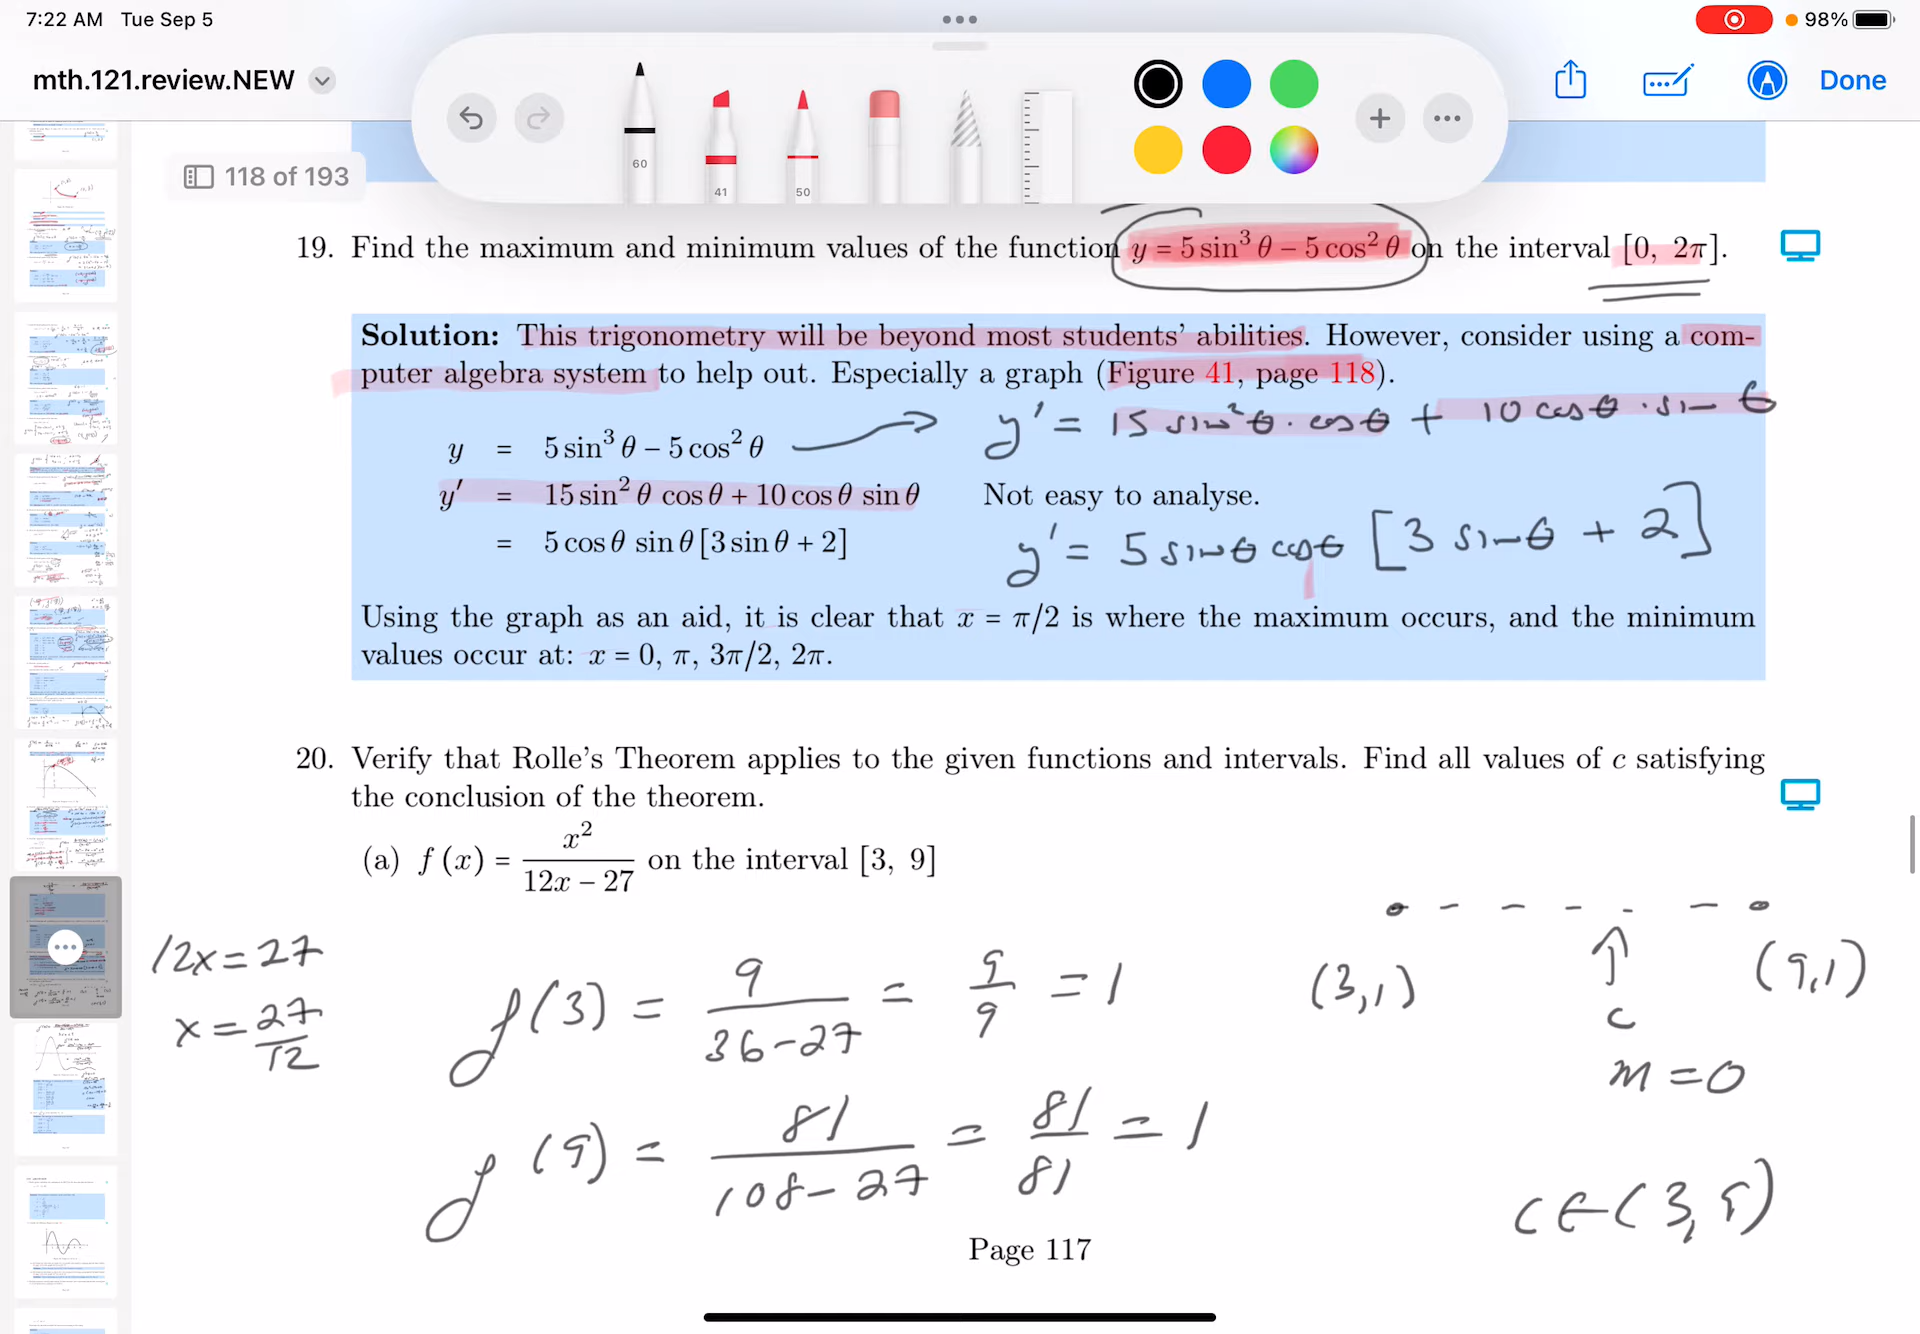 7:22 AM Tue Sep 5
98%
mth.121.review.NEW
Done
60
41
50
118 of 193
19. Find the maximum and minimum values of the function y = 5 sin³ θ − 5 cos² θ on the interval [0, 2π].
Solution: This trigonometry will be beyond most students’ abilities. However, consider using a com-
puter algebra system to help out. Especially a graph (Figure 41, page 118).
y' = 15 sin²θ · cosθ + 10 cosθ · sin θ
y = 5 sin³ θ − 5 cos² θ
y′ = 15 sin² θ cos θ + 10 cos θ sin θ Not easy to analyse.
= 5 cos θ sin θ [3 sin θ + 2]
y' = 5 sinθ cosθ [3 sinθ + 2]
Using the graph as an aid, it is clear that x = π/2 is where the maximum occurs, and the minimum
values occur at: x = 0, π, 3π/2, 2π.
20. Verify that Rolle’s Theorem applies to the given functions and intervals. Find all values of c satisfying
the conclusion of the theorem.
(a) f (x) = x² / (12x − 27) on the interval [3, 9]
12x = 27
x = 27/12
f(3) = 9/(36-27) = 9/9 = 1
(3,1)
(9,1)
c
m = 0
f(9) = 81/(108-27) = 81/81 = 1
c ∈ (3, 9)
Page 117